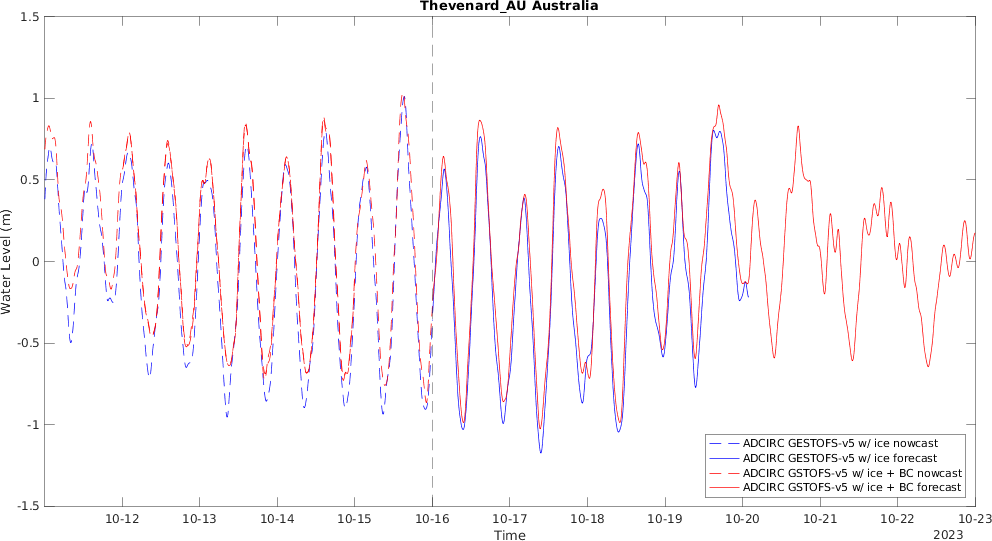 Thevenard_AU Australia
1.5
1
0.5
0
-0.5
-1
-1.5
Water Level (m)
10-12
10-13
10-14
10-15
10-16
10-17
10-18
10-19
10-20
10-21
10-22
10-23
Time
2023
ADCIRC GESTOFS-v5 w/ ice nowcast
ADCIRC GESTOFS-v5 w/ ice forecast
ADCIRC GSTOFS-v5 w/ ice + BC nowcast
ADCIRC GSTOFS-v5 w/ ice + BC forecast